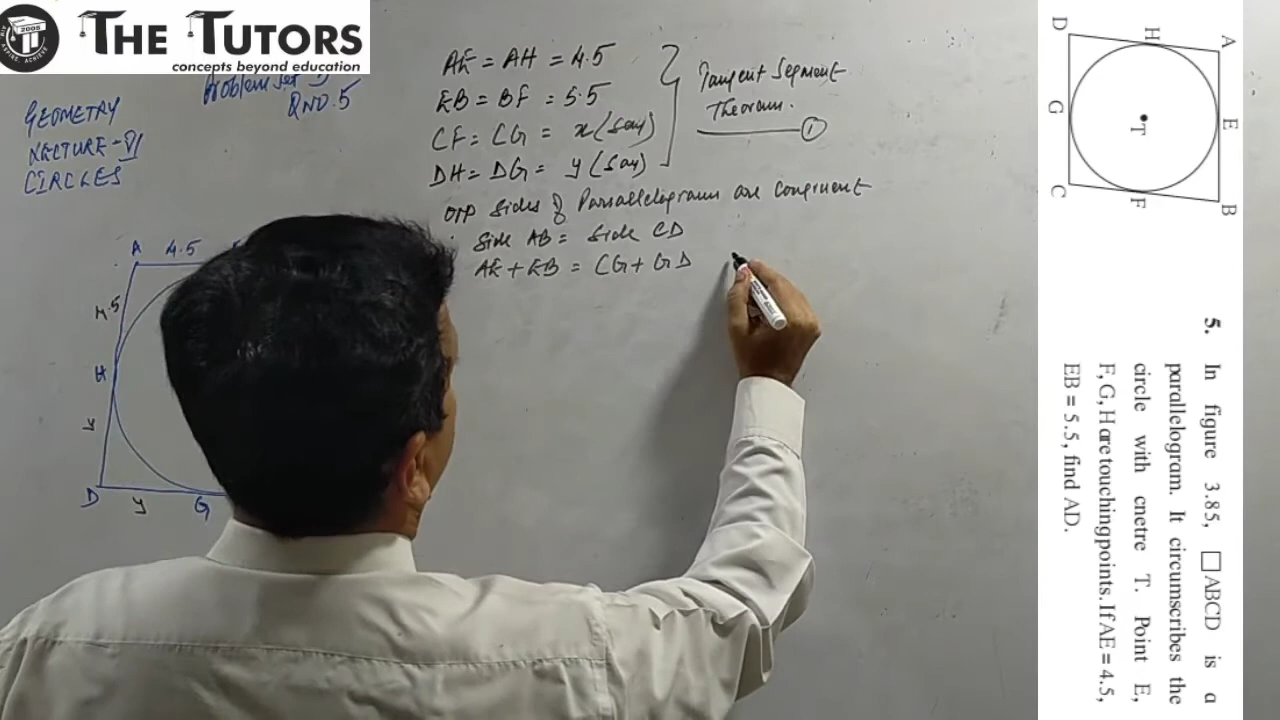 THE TUTORS
concepts beyond education
2005
Problem Set
QNO. 5
GEOMETRY
LECTURE - VI
CIRCLES
AE = AH = 4.5
EB = BF = 5.5
CF = CG = x (say)
DH = DG = y (say)
Tangent Segment
Theorem.
1
opp sides of Parallelogram are congruent
Side AB = Side CD
AE + EB = CG + GD
A 4.5
4.5
H
y
D y G
D H A
G T E
C F B
5. In figure 3.85, □ABCD is a
parallelogram. It circumscribes the
circle with cnetre T. Point E,
F, G, H are touching points. If AE = 4.5,
EB = 5.5, find AD.